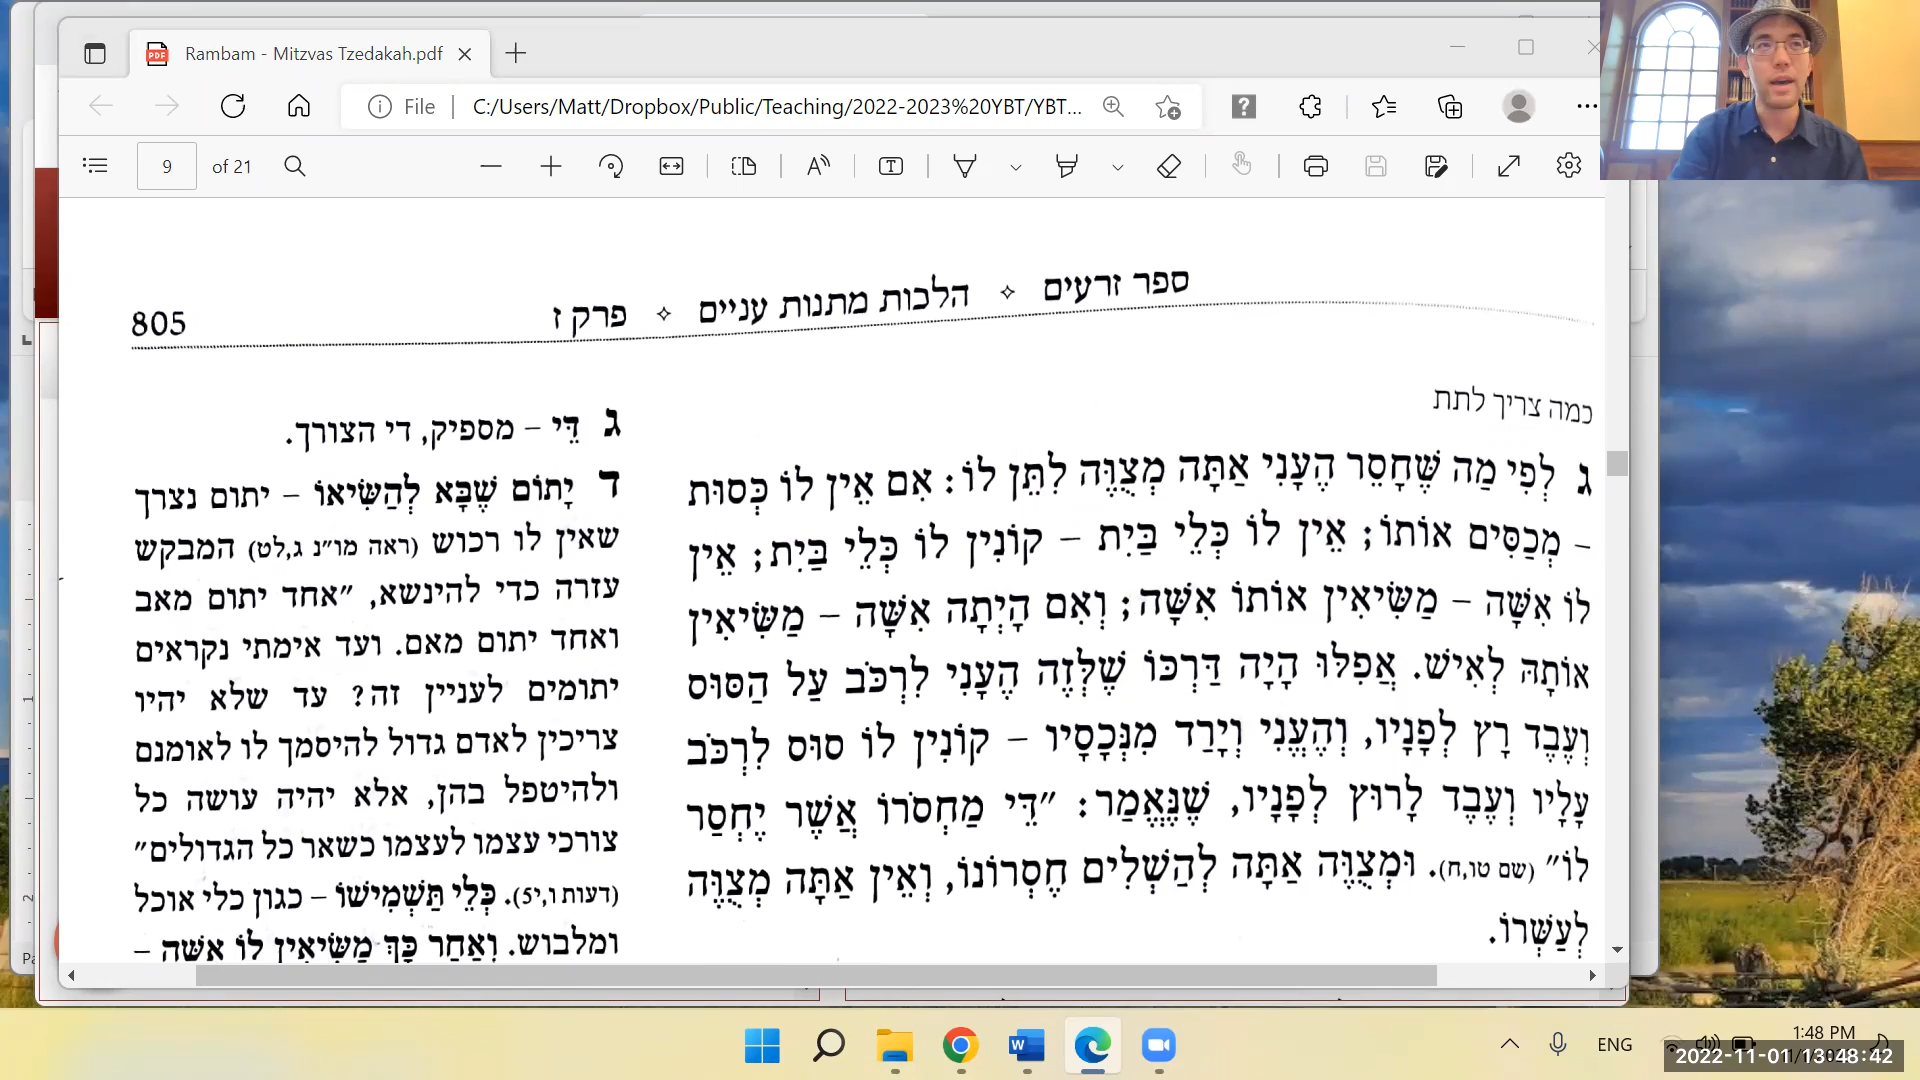 Rambam - Mitzvas Tzedakah.pdf
File
C:/Users/Matt/Dropbox/Public/Teaching/2022-2023%20YBT/YBT...
9 of 21
ספר זרעים ✧ הלכות מתנות עניים ✧ פרק ז
805
כמה צריך לתת
ג לְפִי מַה שֶּׁחָסֵר הֶעָנִי אַתָּה מְצֻוֶּה לִתֵּן לוֹ: אִם אֵין לוֹ כְּסוּת
– מְכַסִּים אוֹתוֹ; אֵין לוֹ כְּלֵי בַּיִת – קוֹנִין לוֹ כְּלֵי בַּיִת; אֵין
לוֹ אִשָּׁה – מַשִּׂיאִין אוֹתוֹ אִשָּׁה; וְאִם הָיְתָה אִשָּׁה – מַשִּׂיאִין
אוֹתָהּ לְאִישׁ. אֲפִלּוּ הָיָה דַּרְכּוֹ שֶׁלְּזֶה הֶעָנִי לִרְכֹּב עַל הַסּוּס
וְעֶבֶד רָץ לְפָנָיו, וְהֶעֱנִי וְיָרַד מִנְּכָסָיו – קוֹנִין לוֹ סוּס לִרְכֹּב
עָלָיו וְעֶבֶד לָרוּץ לְפָנָיו, שֶׁנֶּאֱמַר: "דֵּי מַחְסֹרוֹ אֲשֶׁר יֶחְסַר
לוֹ" (שם טו,ח). וּמְצֻוֶּה אַתָּה לְהַשְׁלִים חֶסְרוֹנוֹ, וְאֵין אַתָּה מְצֻוֶּה
לְעַשְּׁרוֹ.
ג דֵּי – מספיק, די הצורך.
ד יָתוֹם שֶׁבָּא לְהַשִּׂיאוֹ – יתום נצרך
שאין לו רכוש (ראה מו"נ ג,לט) המבקש
עזרה כדי להינשא, "אחד יתום מאב
ואחד יתום מאם. ועד אימתי נקראים
יתומים לעניין זה? עד שלא יהיו
צריכין לאדם גדול להיסמך לו לאומנם
ולהיטפל בהן, אלא יהיה עושה כל
צורכי עצמו לעצמו כשאר כל הגדולים"
(דעות ו,י5). כְּלֵי תַּשְׁמִישׁוֹ – כגון כלי אוכל
ומלבוש. וְאַחַר כָּךְ מַשִּׂיאִין לוֹ אִשָּׁה –
ENG
1:48 PM
2022-11-01 13:48:42